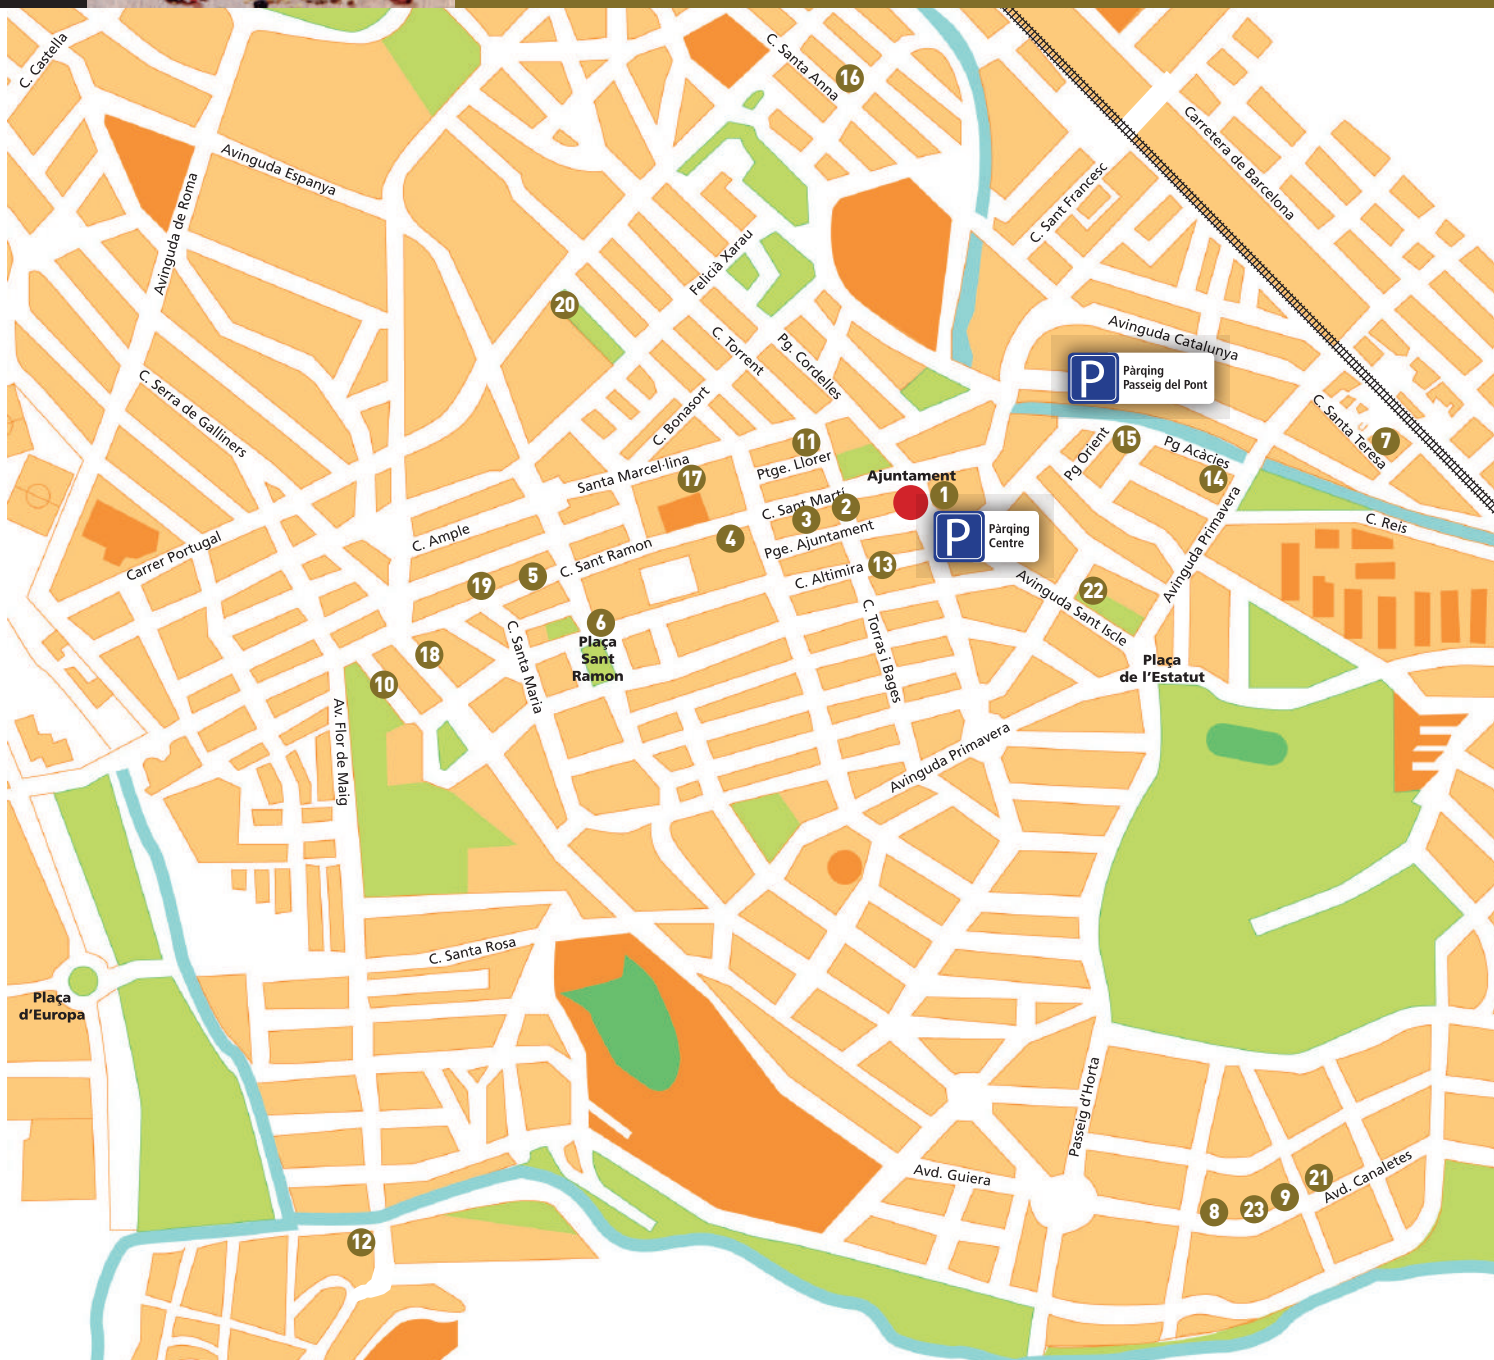 C. Castella
C. Santa Anna
16
Carretera de Barcelona
Avinguda Espanya
Avinguda de Roma
C. Sant Francesc
Felicià Xarau
20
C. Torrent
Pg. Cordelles
Avinguda Catalunya
P
Pàrqing
Passeig del Pont
C. Serra de Galliners
C. Bonasort
C. Santa Teresa
7
11
Ptge. Llorer
Pg Orient
15
Pg Acàcies
14
Santa Marcel·lina
17
Ajuntament
1
C. Sant Martí
2
3
Pge. Ajuntament
P
Pàrqing
Centre
C. Reis
Avinguda Primavera
C. Ample
4
C. Sant Ramon
Carrer Portugal
19
5
C. Altimira
13
Avinguda Sant Iscle
22
6
Plaça
Sant
Ramon
C. Santa Maria
C. Torras i Bages
18
10
Plaça
de l'Estatut
Av. Flor de Maig
Avinguda Primavera
C. Santa Rosa
Plaça
d'Europa
Passeig d'Horta
Avd. Guiera
Avd. Canaletes
21
9
23
8
12